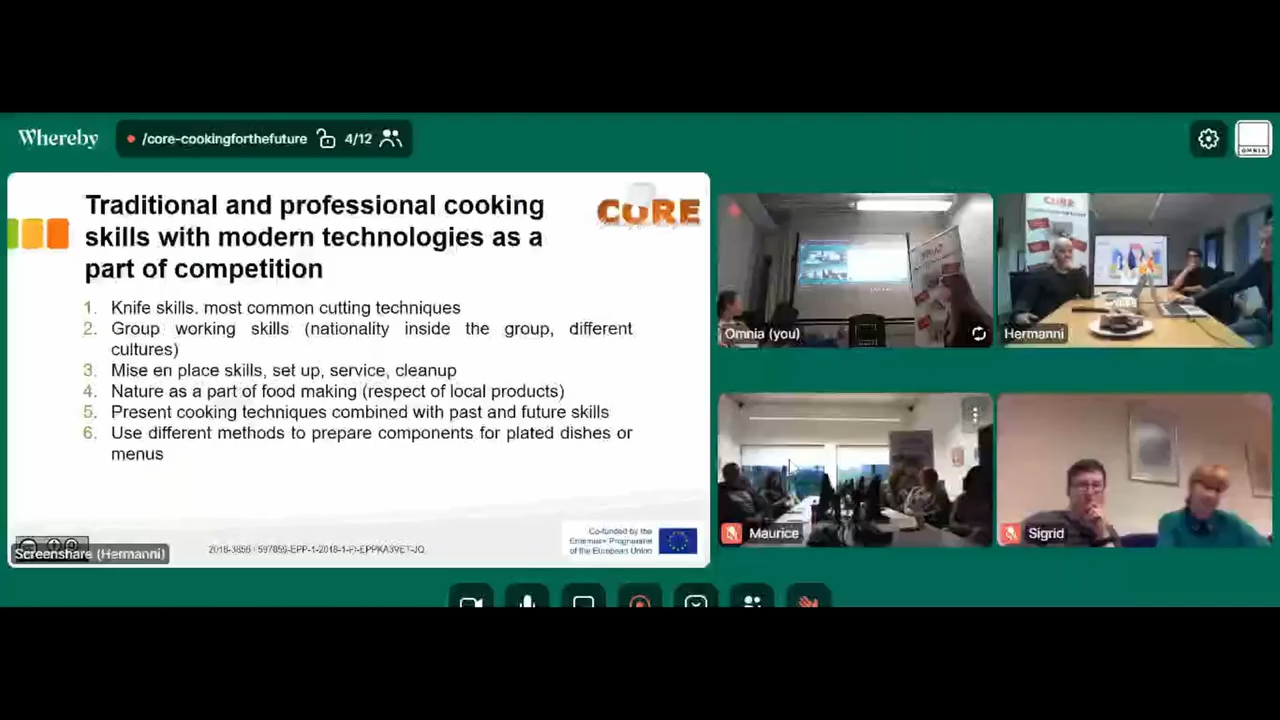 Whereby
/core-cookingforthefuture
4/12
OMNIA
Traditional and professional cooking
skills with modern technologies as a
part of competition
CORE
1. Knife skills, most common cutting techniques
2. Group working skills (nationality inside the group, different
cultures)
3. Mise en place skills, set up, service, cleanup
4. Nature as a part of food making (respect of local products)
5. Present cooking techniques combined with past and future skills
6. Use different methods to prepare components for plated dishes or
menus
Co-funded by the
Erasmus+ Programme
of the European Union
Screenshare (Hermanni)
Omnia (you)
CORE
Hermanni
Maurice
Sigrid